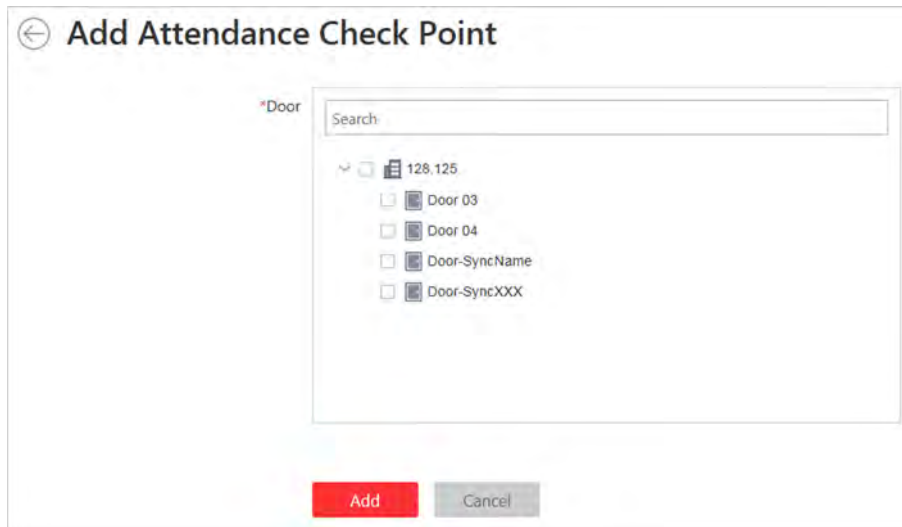 Add Attendance Check Point
*Door
Search
128.125
Door 03
Door 04
Door-SyncName
Door-SyncXXX
Add
Cancel